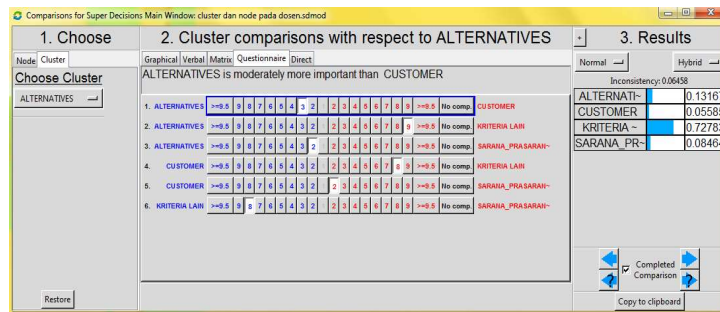 Comparisons for Super Decisions Main Window: cluster dan node pada dosen.sdmod
1. Choose
Node Cluster
Choose Cluster
ALTERNATIVES
Restore
2. Cluster comparisons with respect to ALTERNATIVES
Graphical Verbal Matrix Questionnaire Direct
ALTERNATIVES is moderately more important than CUSTOMER
1. ALTERNATIVES >=9.5 9 8 7 6 5 4 3 2 2 3 4 5 6 7 8 9 >=9.5 No comp. CUSTOMER
2. ALTERNATIVES >=9.5 9 8 7 6 5 4 3 2 2 3 4 5 6 7 8 9 >=9.5 No comp. KRITERIA LAIN
3. ALTERNATIVES >=9.5 9 8 7 6 5 4 3 2 2 3 4 5 6 7 8 9 >=9.5 No comp. SARANA_PRASARAN~
4. CUSTOMER >=9.5 9 8 7 6 5 4 3 2 2 3 4 5 6 7 8 9 >=9.5 No comp. KRITERIA LAIN
5. CUSTOMER >=9.5 9 8 7 6 5 4 3 2 2 3 4 5 6 7 8 9 >=9.5 No comp. SARANA_PRASARAN~
6. KRITERIA LAIN >=9.5 9 8 7 6 5 4 3 2 2 3 4 5 6 7 8 9 >=9.5 No comp. SARANA_PRASARAN~
+ 3. Results
Normal Hybrid
Inconsistency: 0.06458
ALTERNATI~ 0.1316
CUSTOMER 0.0558
KRITERIA ~ 0.7278
SARANA_PR~ 0.0846
Completed
Comparison
Copy to clipboard